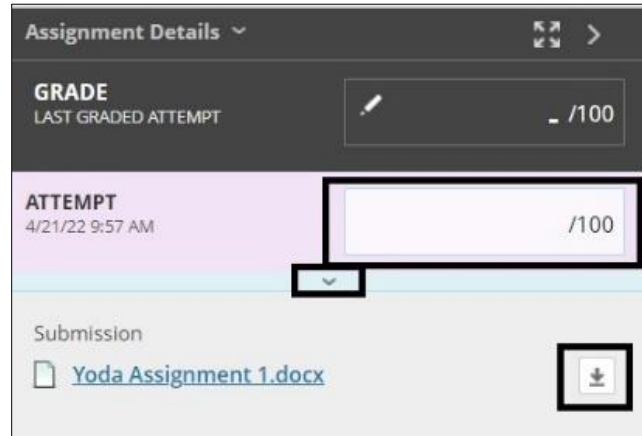 Assignment Details
GRADE
LAST GRADED ATTEMPT
- /100
ATTEMPT
4/21/22 9:57 AM
/100
Submission
Yoda Assignment 1.docx